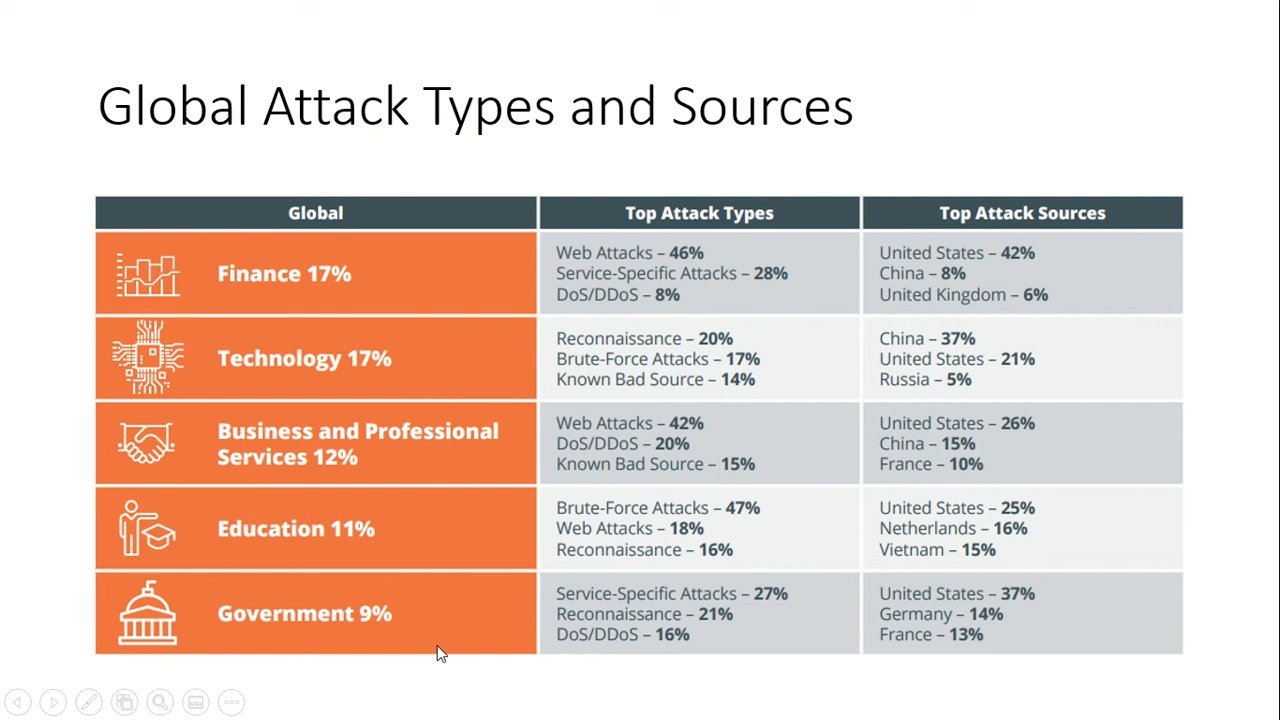 Global Attack Types and Sources
Global
Top Attack Types
Top Attack Sources
Finance 17%
Web Attacks – 46%
Service-Specific Attacks – 28%
DoS/DDoS – 8%
United States – 42%
China – 8%
United Kingdom – 6%
Technology 17%
Reconnaissance – 20%
Brute-Force Attacks – 17%
Known Bad Source – 14%
China – 37%
United States – 21%
Russia – 5%
Business and Professional
Services 12%
Web Attacks – 42%
DoS/DDoS – 20%
Known Bad Source – 15%
United States – 26%
China – 15%
France – 10%
Education 11%
Brute-Force Attacks – 47%
Web Attacks – 18%
Reconnaissance – 16%
United States – 25%
Netherlands – 16%
Vietnam – 15%
Government 9%
Service-Specific Attacks – 27%
Reconnaissance – 21%
DoS/DDoS – 16%
United States – 37%
Germany – 14%
France – 13%